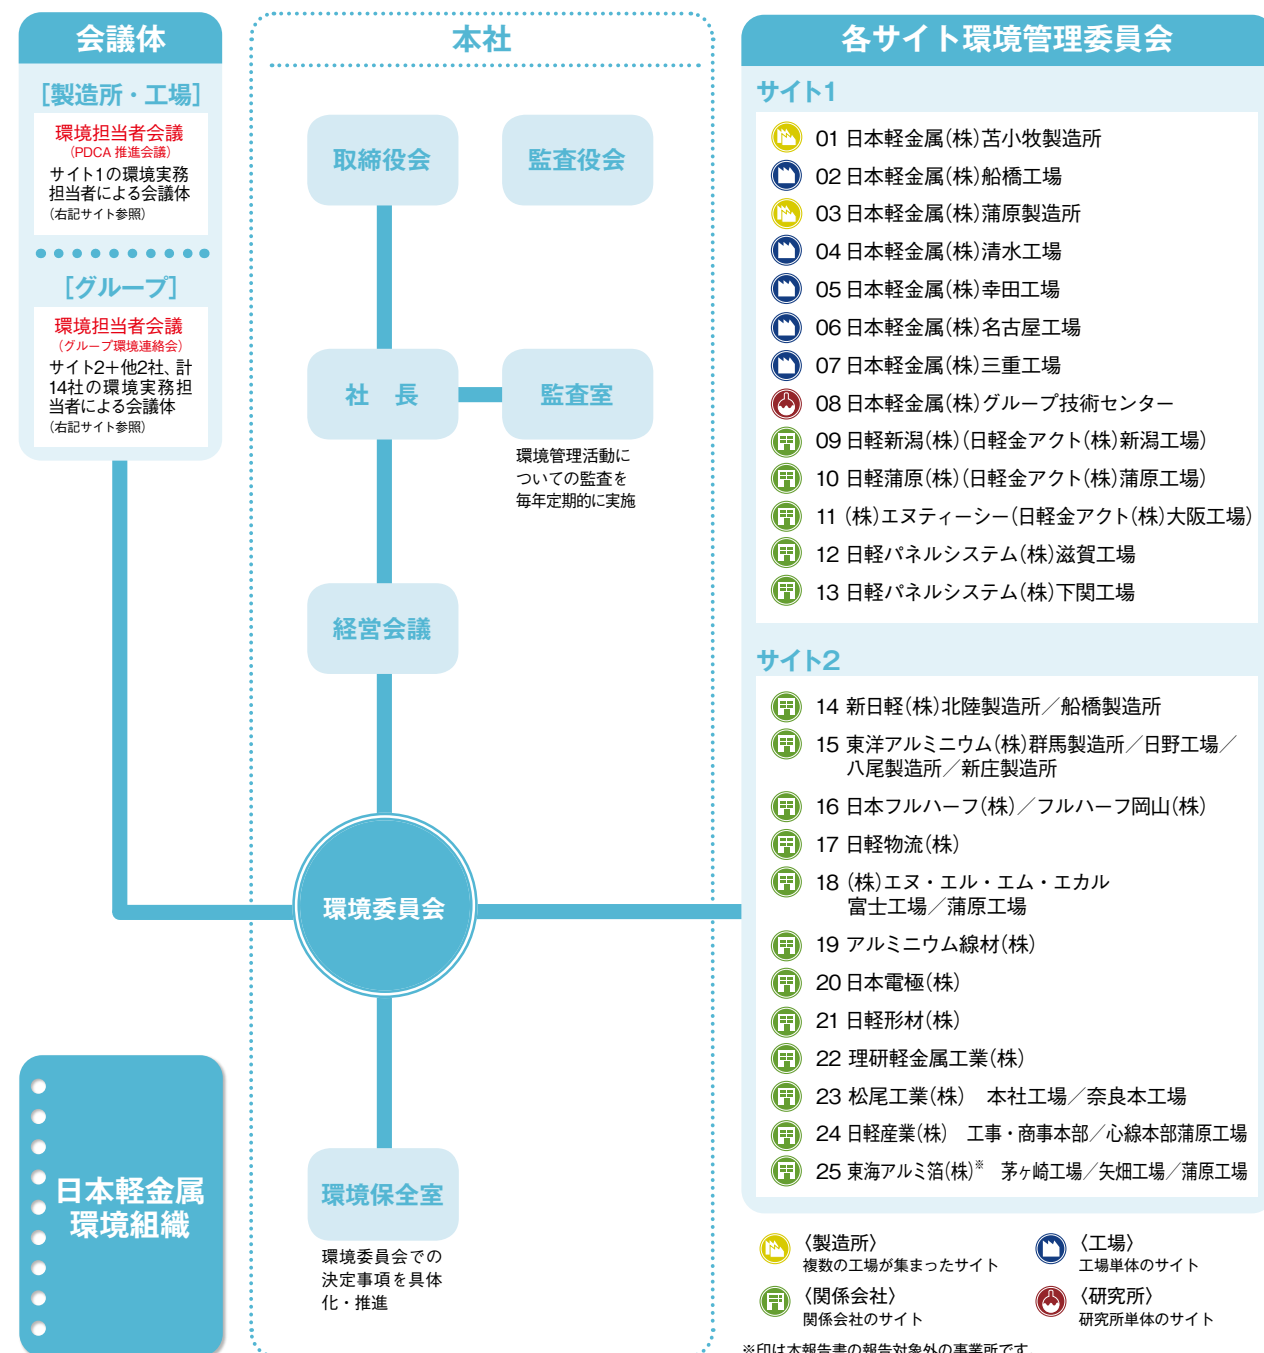 会議体
[製造所・工場]
環境担当者会議
(PDCA 推進会議)
サイト1の環境実務
担当者による会議体
(右記サイト参照)
[グループ]
環境担当者会議
(グループ環境連絡会)
サイト2+他2社、計
14社の環境実務担
当者による会議体
(右記サイト参照)
日本軽金属
環境組織
本社
取締役会
監査役会
社 長
監査室
環境管理活動に
ついての監査を
毎年定期的に実施
経営会議
環境委員会
環境保全室
環境委員会での
決定事項を具体
化・推進
各サイト環境管理委員会
サイト1
01 日本軽金属(株)苫小牧製造所
02 日本軽金属(株)船橋工場
03 日本軽金属(株)蒲原製造所
04 日本軽金属(株)清水工場
05 日本軽金属(株)幸田工場
06 日本軽金属(株)名古屋工場
07 日本軽金属(株)三重工場
08 日本軽金属(株)グループ技術センター
09 日軽新潟(株)(日軽金アクト(株)新潟工場)
10 日軽蒲原(株)(日軽金アクト(株)蒲原工場)
11 (株)エヌティーシー(日軽金アクト(株)大阪工場)
12 日軽パネルシステム(株)滋賀工場
13 日軽パネルシステム(株)下関工場
サイト2
14 新日軽(株)北陸製造所/船橋製造所
15 東洋アルミニウム(株)群馬製造所/日野工場/
八尾製造所/新庄製造所
16 日本フルハーフ(株)/フルハーフ岡山(株)
17 日軽物流(株)
18 (株)エヌ・エル・エム・エカル
富士工場/蒲原工場
19 アルミニウム線材(株)
20 日本電極(株)
21 日軽形材(株)
22 理研軽金属工業(株)
23 松尾工業(株) 本社工場/奈良本工場
24 日軽産業(株) 工事・商事本部/心線本部蒲原工場
25 東海アルミ箔(株)※ 茅ヶ崎工場/矢畑工場/蒲原工場
〈製造所〉
複数の工場が集まったサイト
〈工場〉
工場単体のサイト
〈関係会社〉
関係会社のサイト
〈研究所〉
研究所単体のサイト
※印は本報告書の報告対象外の事業所です